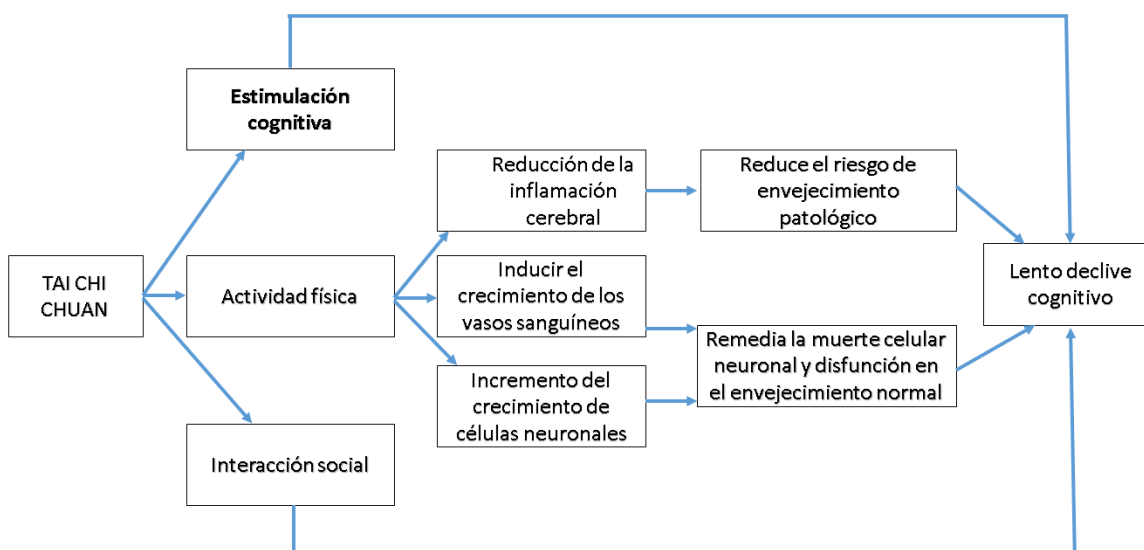 Estimulación
cognitiva
Reducción de la
inflamación
cerebral
Reduce el riesgo de
envejecimiento
patológico
TAI CHI
CHUAN
Actividad física
Inducir el
crecimiento de los
vasos sanguíneos
Lento declive
cognitivo
Remedia la muerte celular
neuronal y disfunción en
el envejecimiento normal
Incremento del
crecimiento de
células neuronales
Interacción social